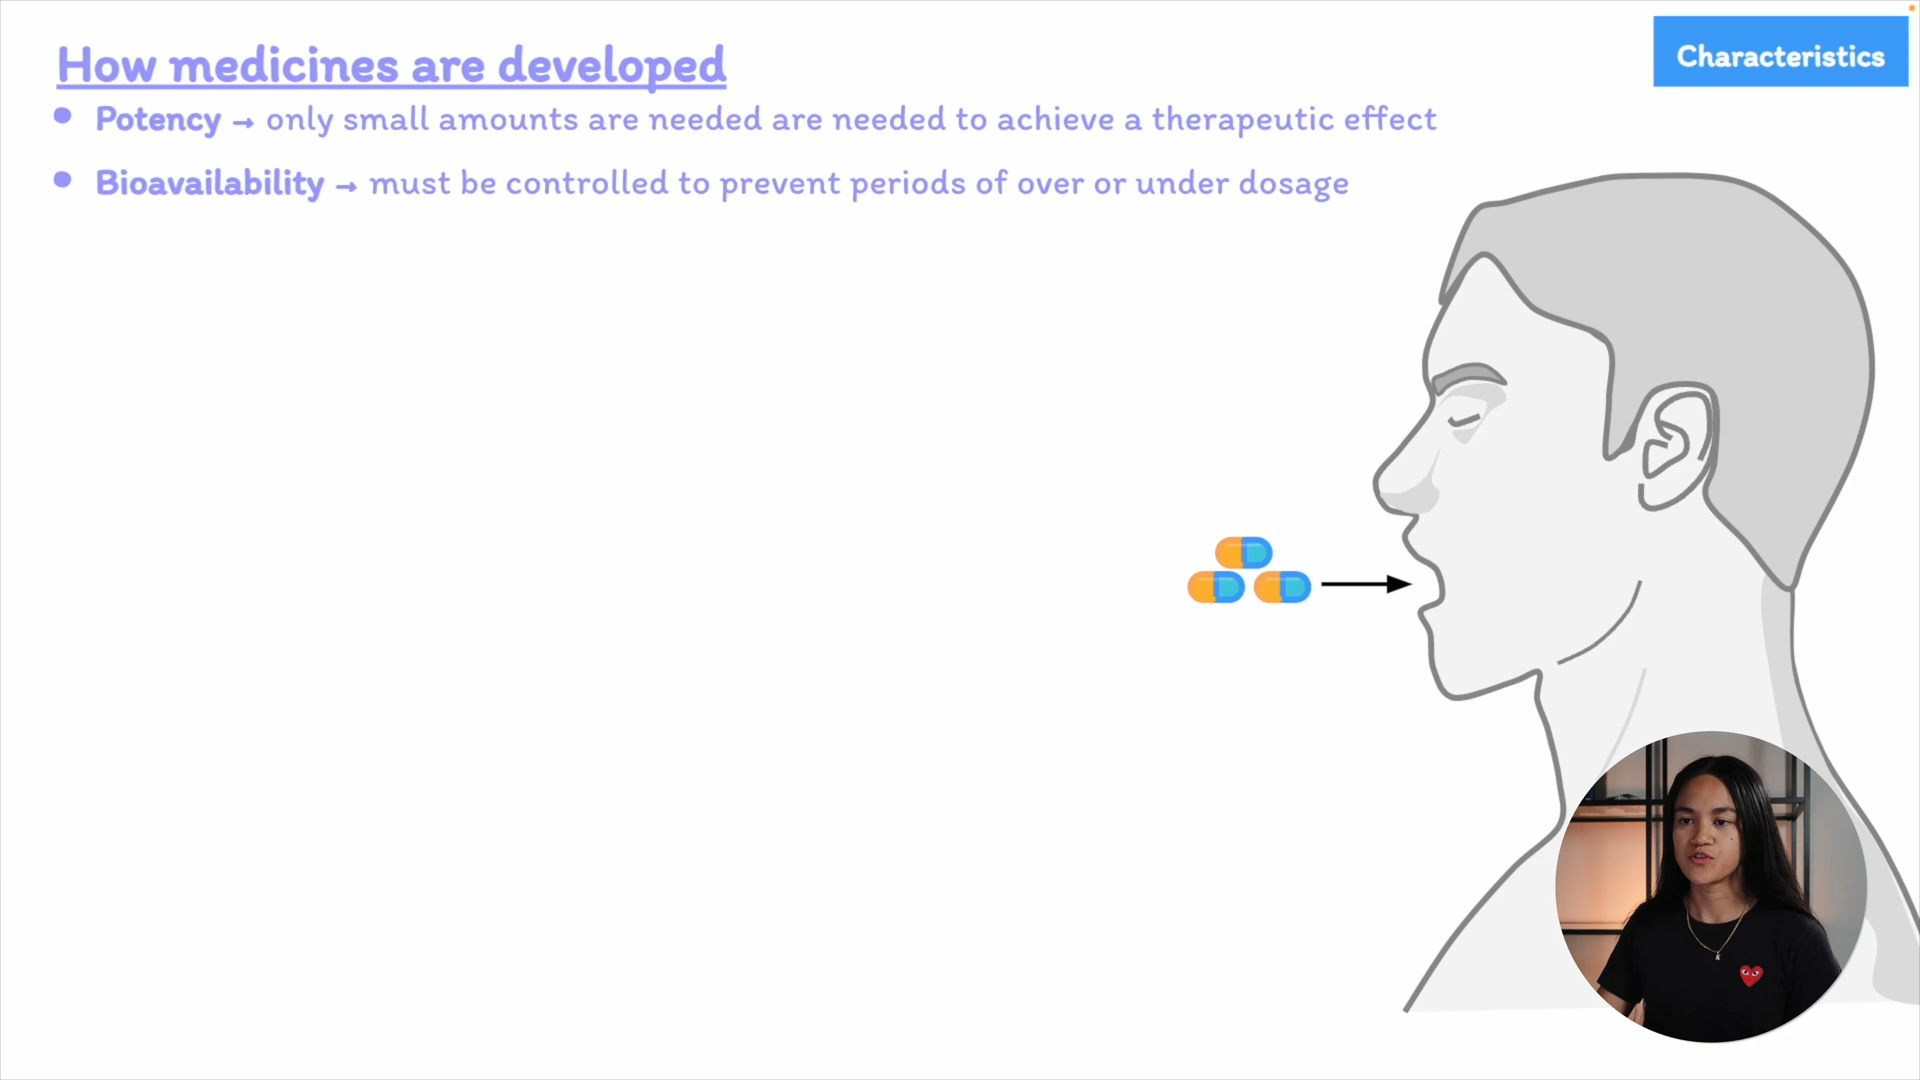 How medicines are developed
Characteristics
• Potency → only small amounts are needed are needed to achieve a therapeutic effect
• Bioavailability → must be controlled to prevent periods of over or under dosage